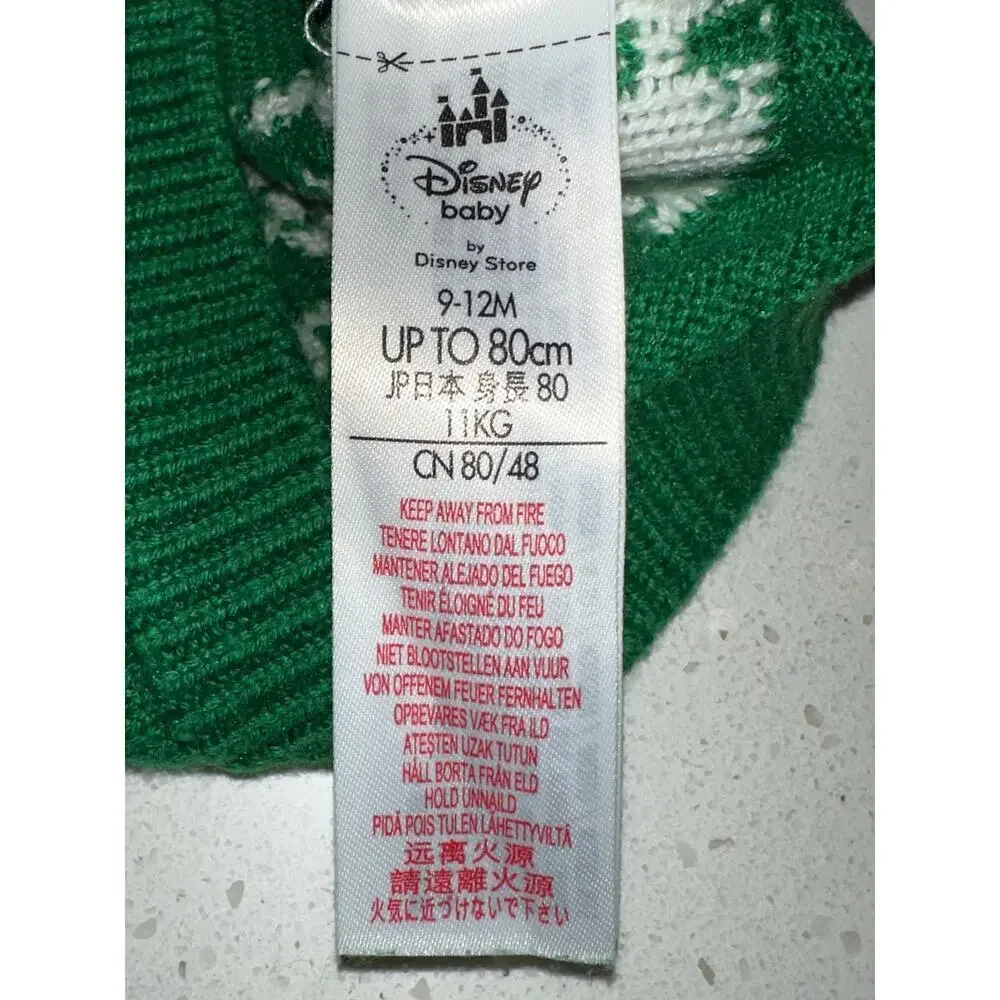 Disney
baby
by
Disney Store
9-12M
UP TO 80cm
JP日本 身長 80
11KG
CN 80/48
KEEP AWAY FROM FIRE
TENERE LONTANO DAL FUOCO
MANTENER ALEJADO DEL FUEGO
TENIR ÉLOIGNÉ DU FEU
MANTER AFASTADO DO FOGO
NIET BLOOTSTELLEN AAN VUUR
VON OFFENEM FEUER FERNHALTEN
OPBEVARES VÆK FRA ILD
ATEŞTEN UZAK TUTUN
HÅLL BORTA FRÅN ELD
HOLD UNNAILD
PIDÄ POIS TULEN LÄHETTYVILTÄ
远离火源
請遠離火源
火気に近づけないで下さい